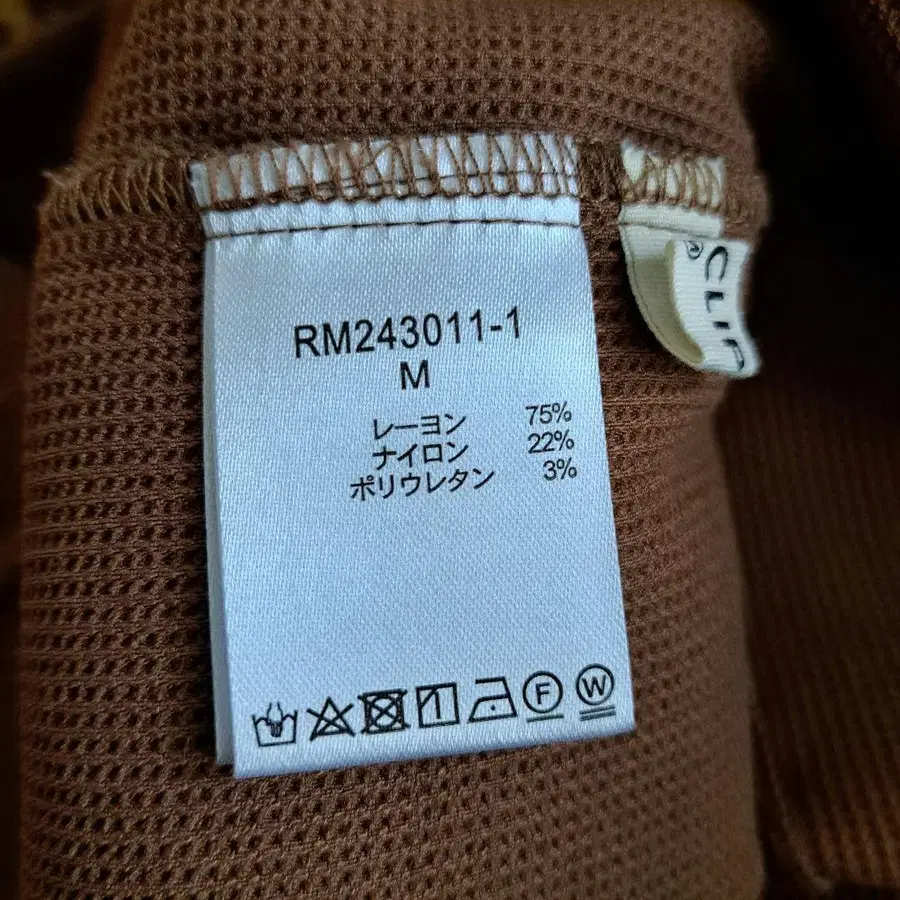 RM243011-1
M
レーヨン 75%
ナイロン 22%
ポリウレタン 3%
F
W
® CLIP